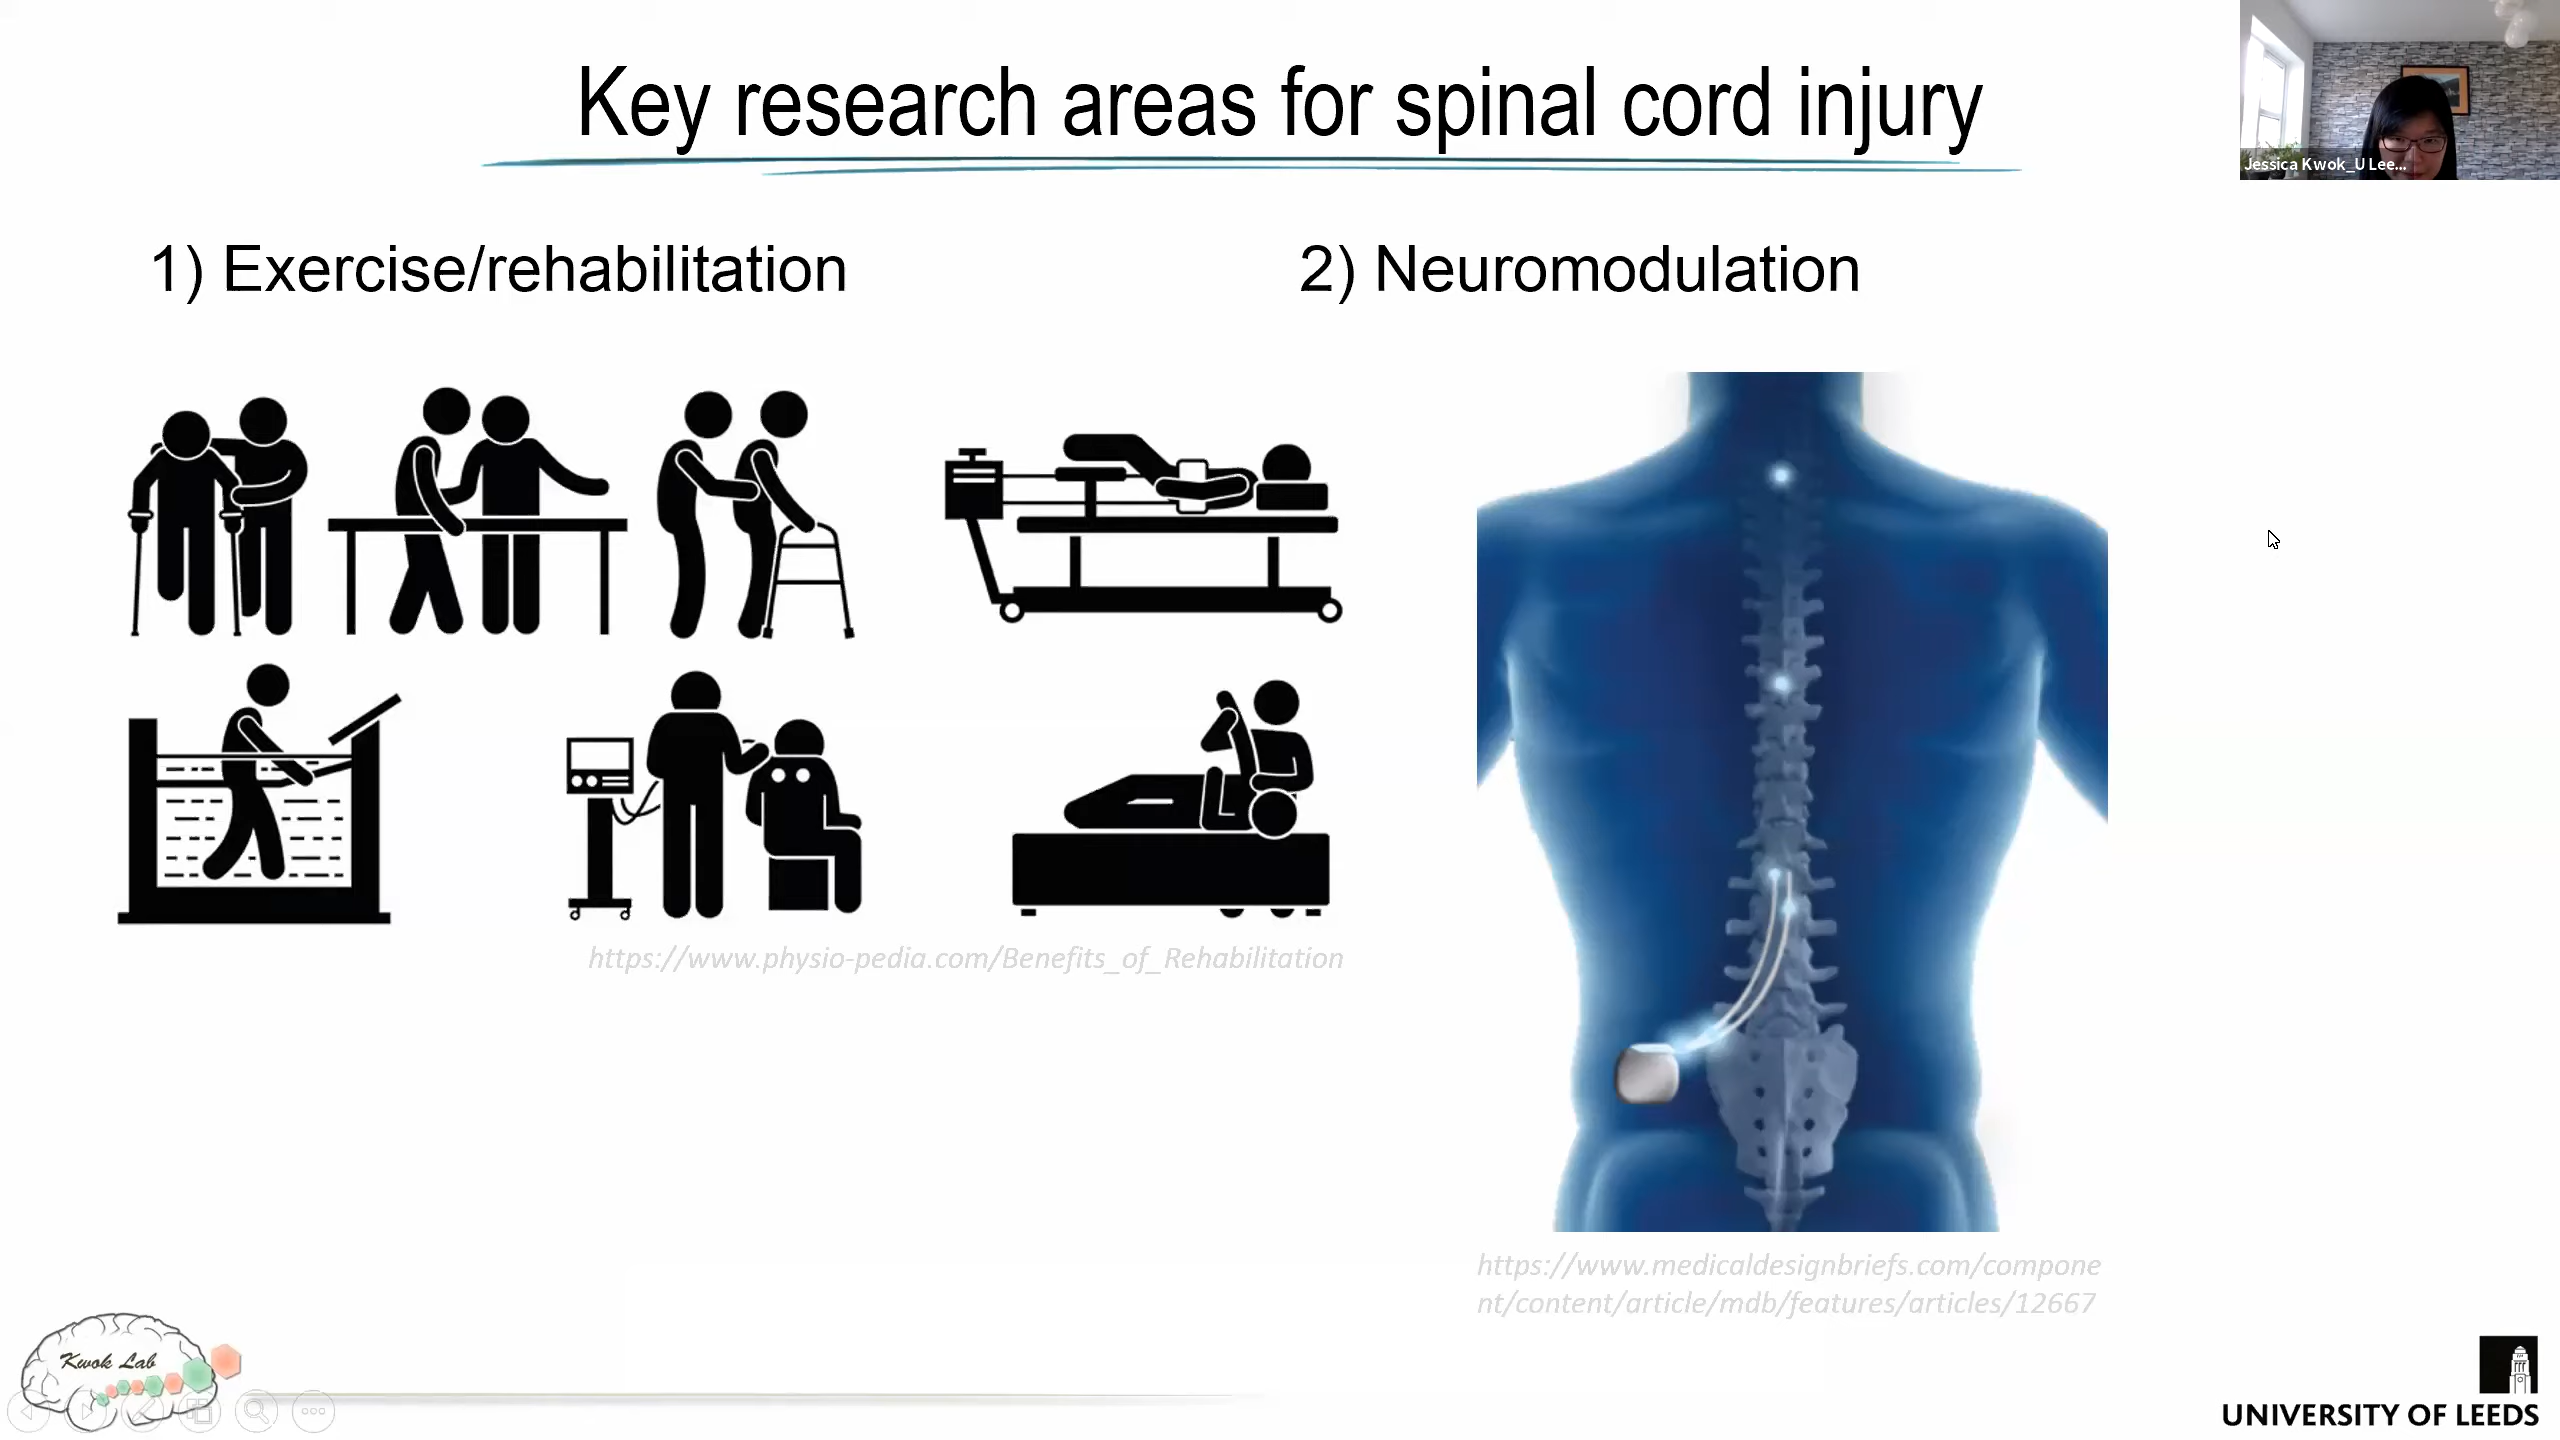 Key research areas for spinal cord injury
Jessica Kwok_U Lee...
1) Exercise/rehabilitation
2) Neuromodulation
https://www.physio-pedia.com/Benefits_of_Rehabilitation
https://www.medicaldesignbriefs.com/compone
nt/content/article/mdb/features/articles/12667
Kwok Lab
UNIVERSITY OF LEEDS